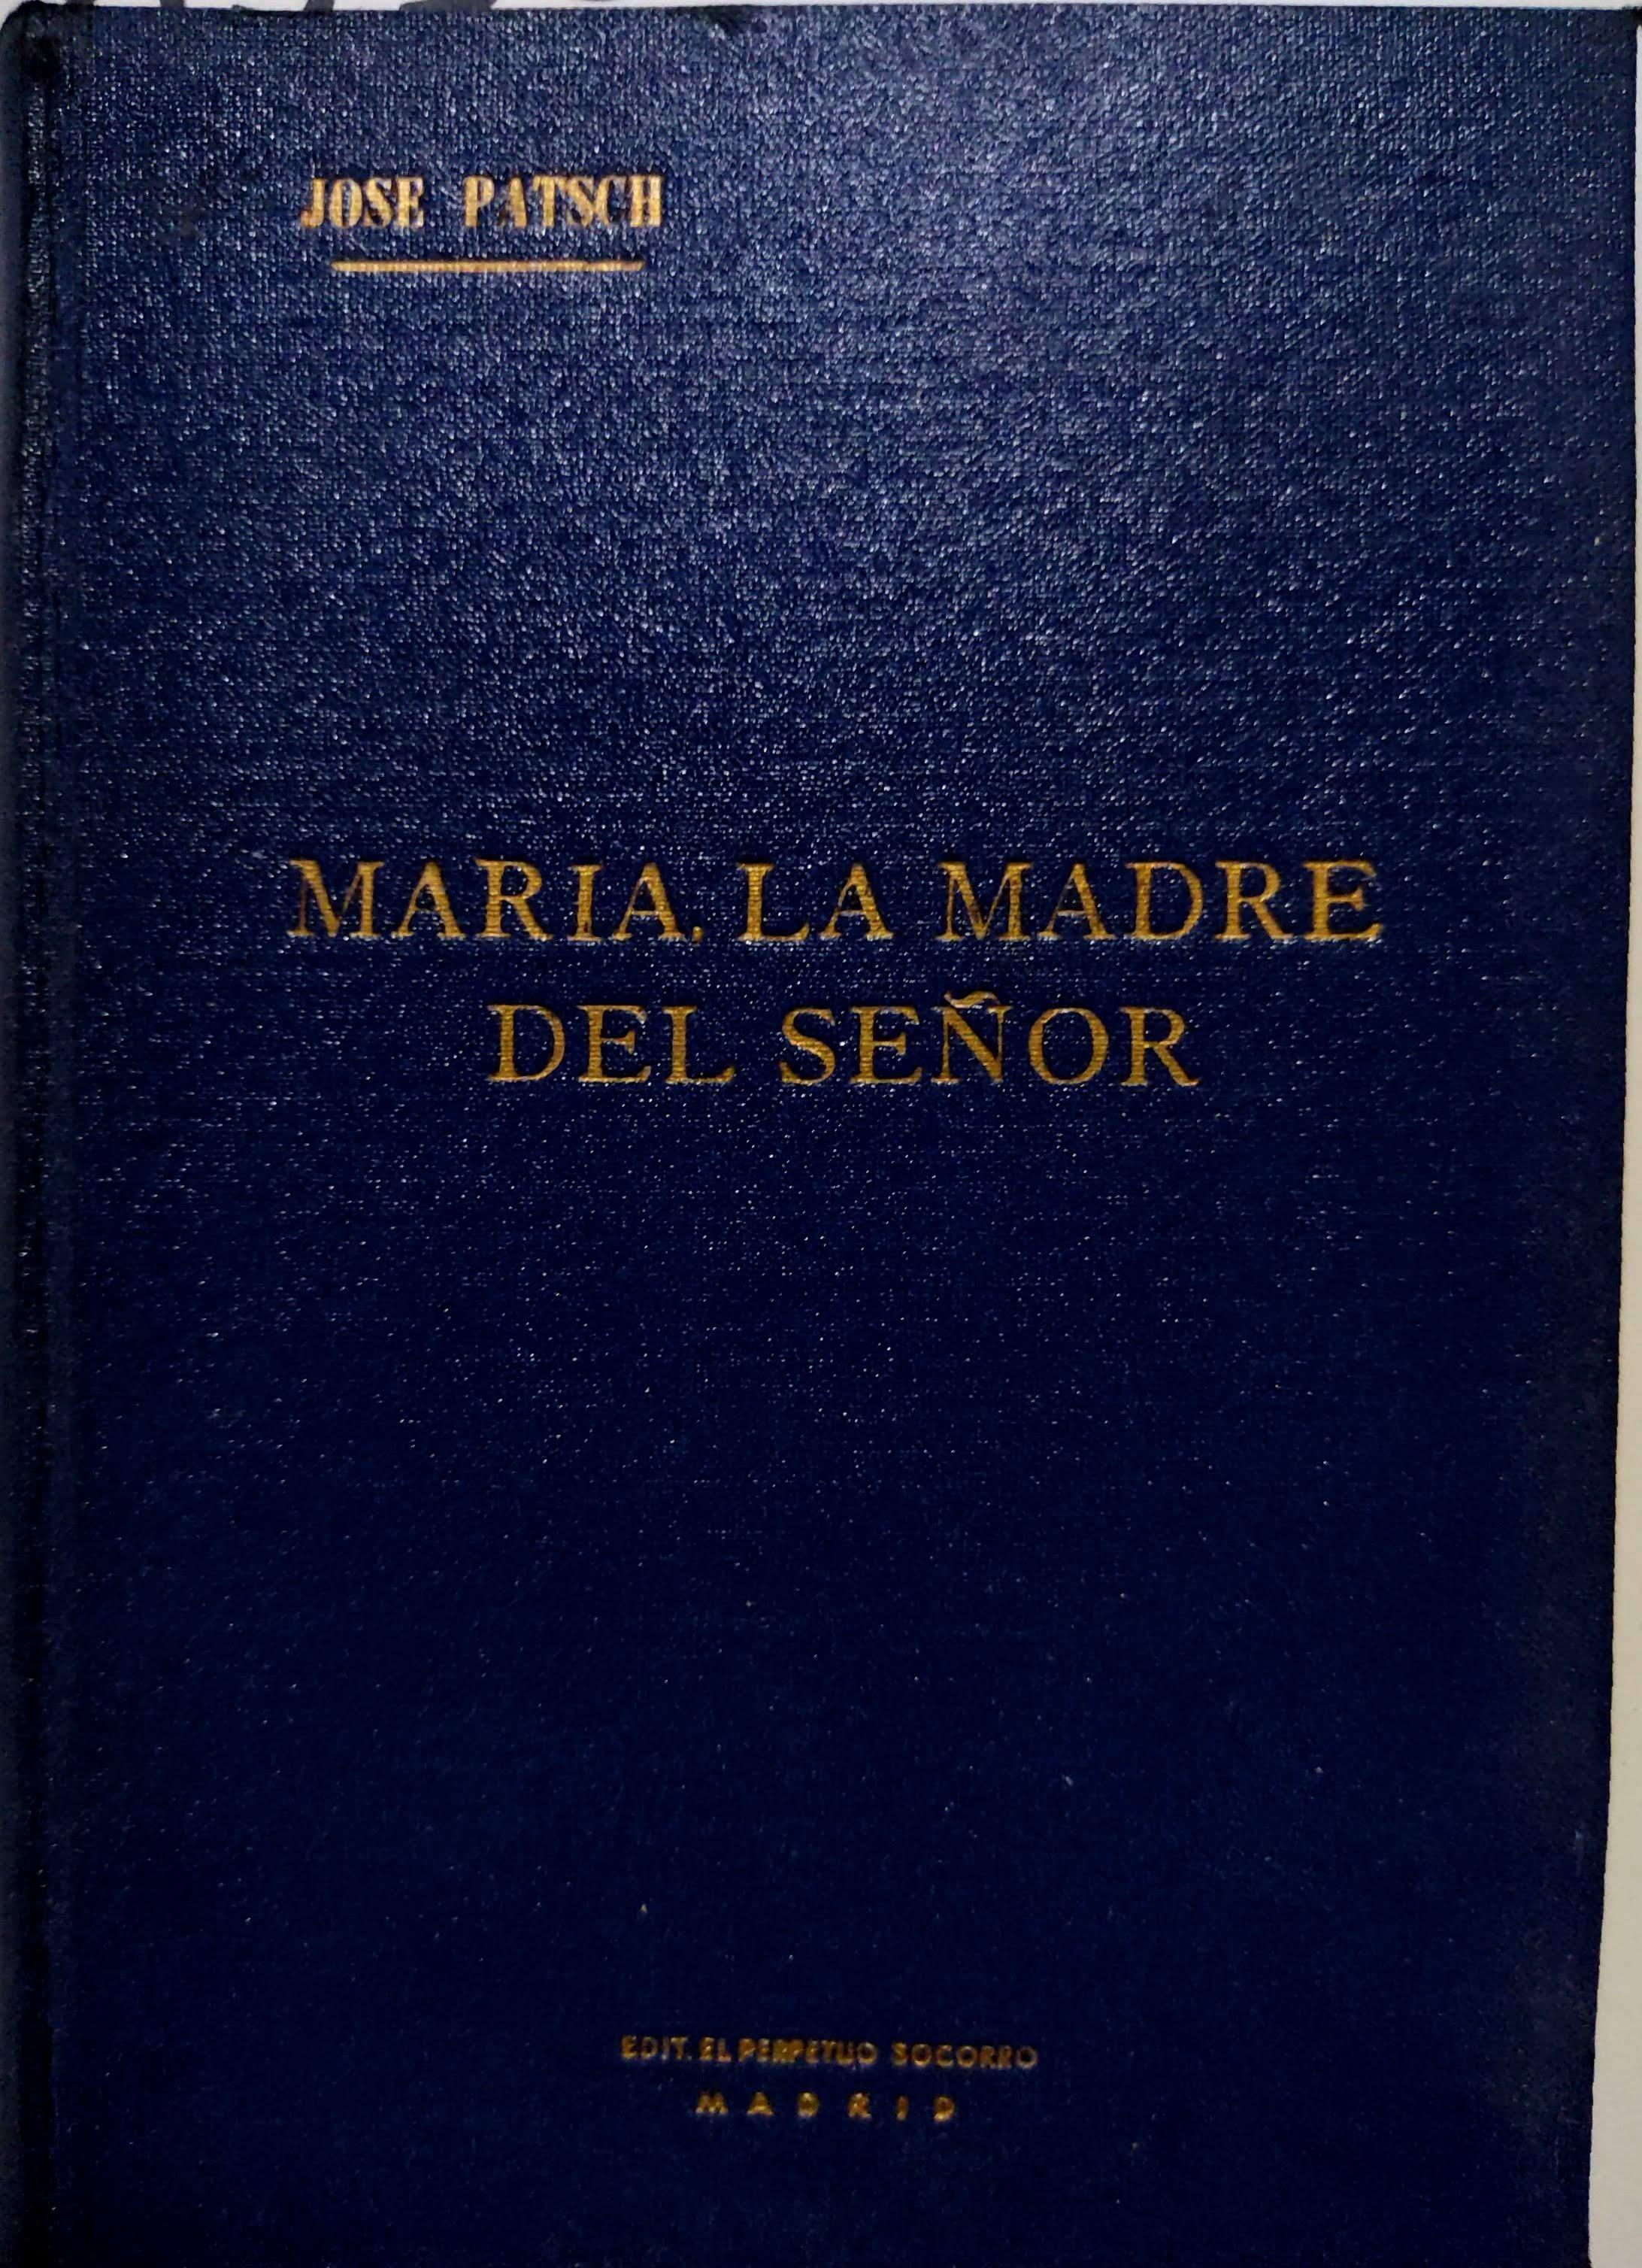 JOSE PATSCH
MARIA, LA MADRE
DEL SEÑOR
EDIT. EL PERPETUO SOCORRO
MADRID